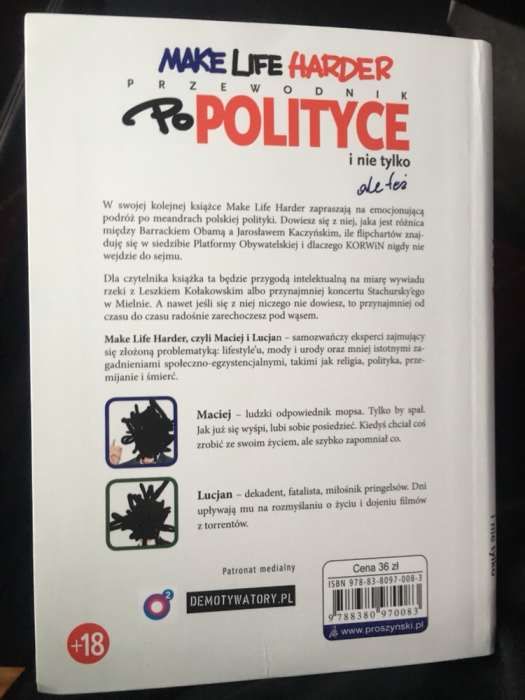 MAKE LIFE HARDER
PRZEWODNIK
Po POLITYCE
i nie tylko
ale też
W swojej kolejnej książce Make Life Harder zapraszają na emocjonującą
podróż po meandrach polskiej polityki. Dowiesz się z niej, jaka jest różnica
między Barrackiem Obamą a Jarosławem Kaczyńskim, ile flipchartów znaj-
duję się w siedzibie Platformy Obywatelskiej i dlaczego KORWiN nigdy nie
wejdzie do sejmu.
Dla czytelnika książka ta będzie przygodą intelektualną na miarę wywiadu
rzeki z Leszkiem Kołakowskim albo przynajmniej koncertu Stachursky'ego
w Mielnie. A nawet jeśli się z niej niczego nie dowiesz, to przynajmniej od
czasu do czasu radośnie zarechoczesz pod wąsem.
Make Life Harder, czyli Maciej i Lucjan – samozwańczy eksperci zajmujący
się złożoną problematyką: lifestyle'u, mody i urody oraz mniej istotnymi za-
gadnieniami społeczno-egzystencjalnymi, takimi jak religia, polityka, prze-
mijanie i śmierć.
Maciej – ludzki odpowiednik mopsa. Tylko by spał.
Jak już się wyśpi, lubi sobie posiedzieć. Kiedyś chciał coś
zrobić ze swoim życiem, ale szybko zapomniał co.
Lucjan – dekadent, fatalista, miłośnik pringelsów. Dni
upływają mu na rozmyślaniu o życiu i dojeniu filmów
z torrentów.
Patronat medialny
O2
DEMOTYWATORY.PL
Cena 36 zł
ISBN 978-83-8097-008-3
9 788380 970083
www.proszynski.pl
+18
i nie tylko